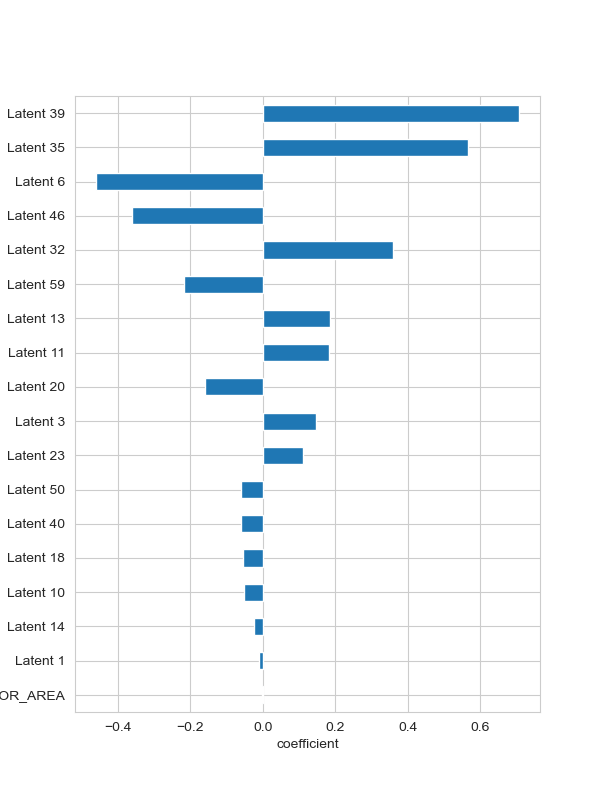 Latent 39
Latent 35
Latent 6
Latent 46
Latent 32
Latent 59
Latent 13
Latent 11
Latent 20
Latent 3
Latent 23
Latent 50
Latent 40
Latent 18
Latent 10
Latent 14
Latent 1
OR_AREA
−0.4 −0.2 0.0 0.2 0.4 0.6
coefficient